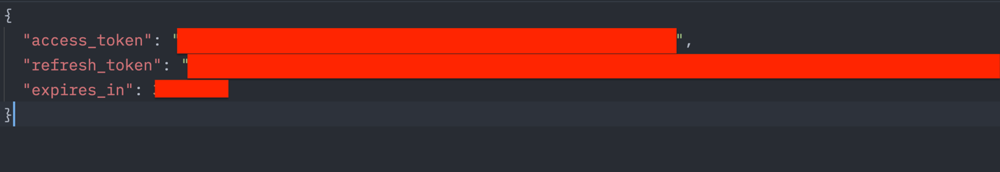 {
"access_token": "",
"refresh_token": "
"expires_in":
}